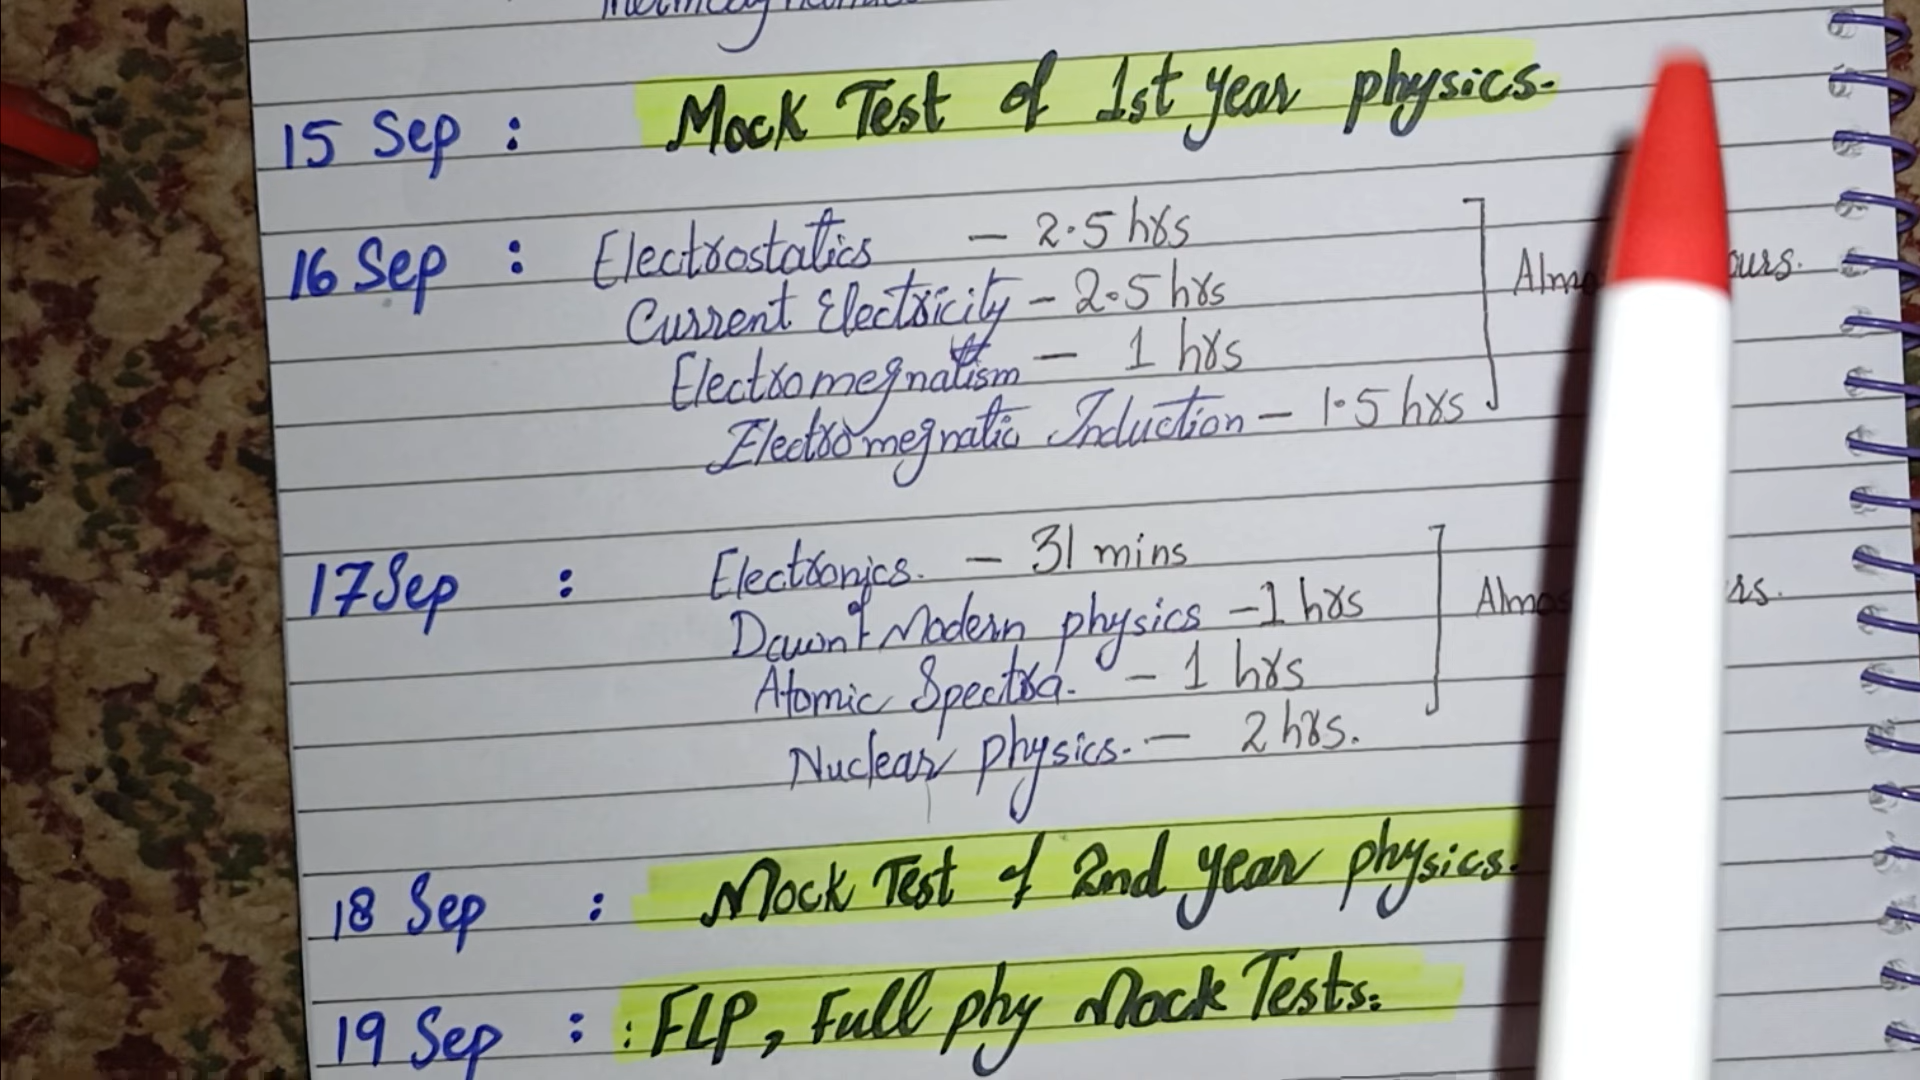 15 Sep : Mock Test of 1st year physics.
16 Sep : Electrostatics - 2.5 hrs
Current Electricity - 2.5 hrs
Electromegnatism - 1 hrs
Electromegnatic Induction - 1.5 hrs
17 Sep : Electronics. - 31 mins
Dawn of Modern physics - 1 hrs
Atomic Spectra. - 1 hrs
Nuclear physics. - 2 hrs.
18 Sep : Mock Test of 2nd year physics.
19 Sep : : FLP, Full phy Mock Tests.